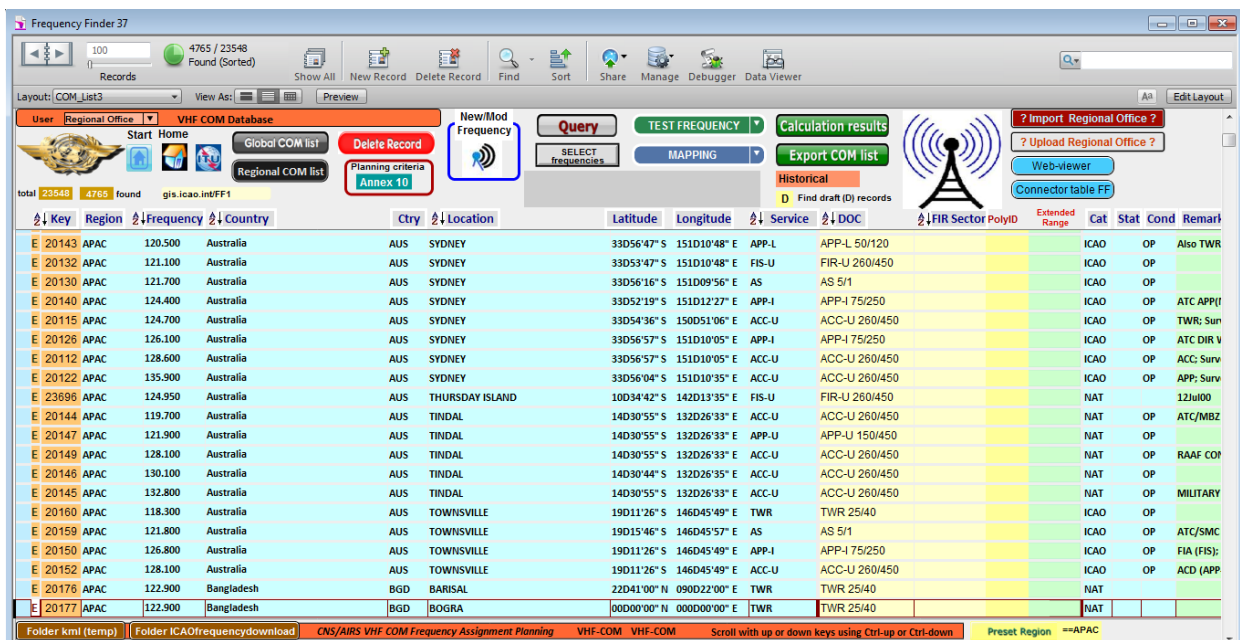 Frequency Finder 37
100
4765 / 23548
Found (Sorted)
Records
Show All New Record Delete Record Find Sort Share Manage Debugger Data Viewer
Layout: COM_List3 View As: Preview Aa Edit Layout
User Regional Office VHF COM Database
Start Home
Global COM list
Regional COM list
Delete Record
Planning criteria
Annex 10
New/Mod
Frequency
Query
SELECT
frequencies
TEST FREQUENCY
MAPPING
Calculation results
Export COM list
Historical
D Find draft (D) records
? Import Regional Office ?
? Upload Regional Office ?
Web-viewer
Connector table FF
total 23548 4765 found gis.icao.int/FF1
Key Region Frequency Country Ctry Location Latitude Longitude Service DOC FIR Sector PolyID Extended Range Cat Stat Cond Remark
E 20143 APAC 120.500 Australia AUS SYDNEY 33D56'47" S 151D10'48" E APP-L APP-L 50/120 ICAO OP Also TWR
E 20132 APAC 121.100 Australia AUS SYDNEY 33D53'47" S 151D10'48" E FIS-U FIR-U 260/450 ICAO OP
E 20130 APAC 121.700 Australia AUS SYDNEY 33D56'16" S 151D09'56" E AS AS 5/1 ICAO OP
E 20140 APAC 124.400 Australia AUS SYDNEY 33D52'19" S 151D12'27" E APP-I APP-I 75/250 ICAO OP ATC APP(
E 20115 APAC 124.700 Australia AUS SYDNEY 33D54'36" S 150D51'06" E ACC-U ACC-U 260/450 ICAO OP TWR; Surv
E 20126 APAC 126.100 Australia AUS SYDNEY 33D56'57" S 151D10'05" E APP-I APP-I 75/250 ICAO OP ATC DIR V
E 20112 APAC 128.600 Australia AUS SYDNEY 33D56'57" S 151D10'05" E ACC-U ACC-U 260/450 ICAO OP ACC; Surv
E 20122 APAC 135.900 Australia AUS SYDNEY 33D56'04" S 151D10'35" E ACC-U ACC-U 260/450 ICAO OP APP; Surv
E 23696 APAC 124.950 Australia AUS THURSDAY ISLAND 10D34'42" S 142D13'35" E FIS-U FIR-U 260/450 NAT 12Jul00
E 20144 APAC 119.700 Australia AUS TINDAL 14D30'55" S 132D26'33" E ACC-U ACC-U 260/450 NAT OP ATC/MBZ
E 20147 APAC 121.900 Australia AUS TINDAL 14D30'55" S 132D26'33" E APP-U APP-U 150/450 NAT OP
E 20149 APAC 128.100 Australia AUS TINDAL 14D30'55" S 132D26'33" E ACC-U ACC-U 260/450 NAT OP RAAF CON
E 20146 APAC 130.100 Australia AUS TINDAL 14D30'44" S 132D26'35" E ACC-U ACC-U 260/450 NAT OP
E 20145 APAC 132.800 Australia AUS TINDAL 14D30'55" S 132D26'33" E ACC-U ACC-U 260/450 NAT OP MILITARY
E 20160 APAC 118.300 Australia AUS TOWNSVILLE 19D11'26" S 146D45'49" E TWR TWR 25/40 ICAO OP
E 20159 APAC 121.800 Australia AUS TOWNSVILLE 19D15'46" S 146D45'57" E AS AS 5/1 ICAO OP ATC/SMC
E 20150 APAC 126.800 Australia AUS TOWNSVILLE 19D11'26" S 146D45'49" E APP-I APP-I 75/250 ICAO OP FIA (FIS);
E 20152 APAC 128.100 Australia AUS TOWNSVILLE 19D11'26" S 146D45'49" E ACC-U ACC-U 260/450 ICAO OP ACD (APP
E 20176 APAC 122.900 Bangladesh BGD BARISAL 22D41'00" N 090D22'00" E TWR TWR 25/40 NAT
E 20177 APAC 122.900 Bangladesh BGD BOGRA 00D00'00" N 000D00'00" E TWR TWR 25/40 NAT
Folder kml (temp) Folder ICAOfrequencydownload CNS/AIRS VHF COM Frequency Assignment Planning VHF-COM VHF-COM Scroll with up or down keys using Ctrl-up or Ctrl-down Preset Region ==APAC